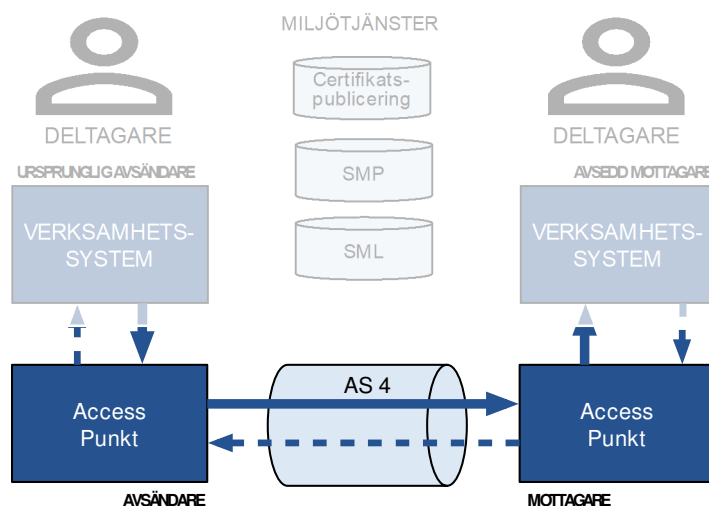 MILJÖTJÄNSTER
Certifikats-
publicering
SMP
SML
DELTAGARE
URSPRUNGLIG AVSÄNDARE
VERKSAMHETS-
SYSTEM
DELTAGARE
AVSEDD MOTTAGARE
VERKSAMHETS-
SYSTEM
Access
Punkt
AVSÄNDARE
AS 4
Access
Punkt
MOTTAGARE